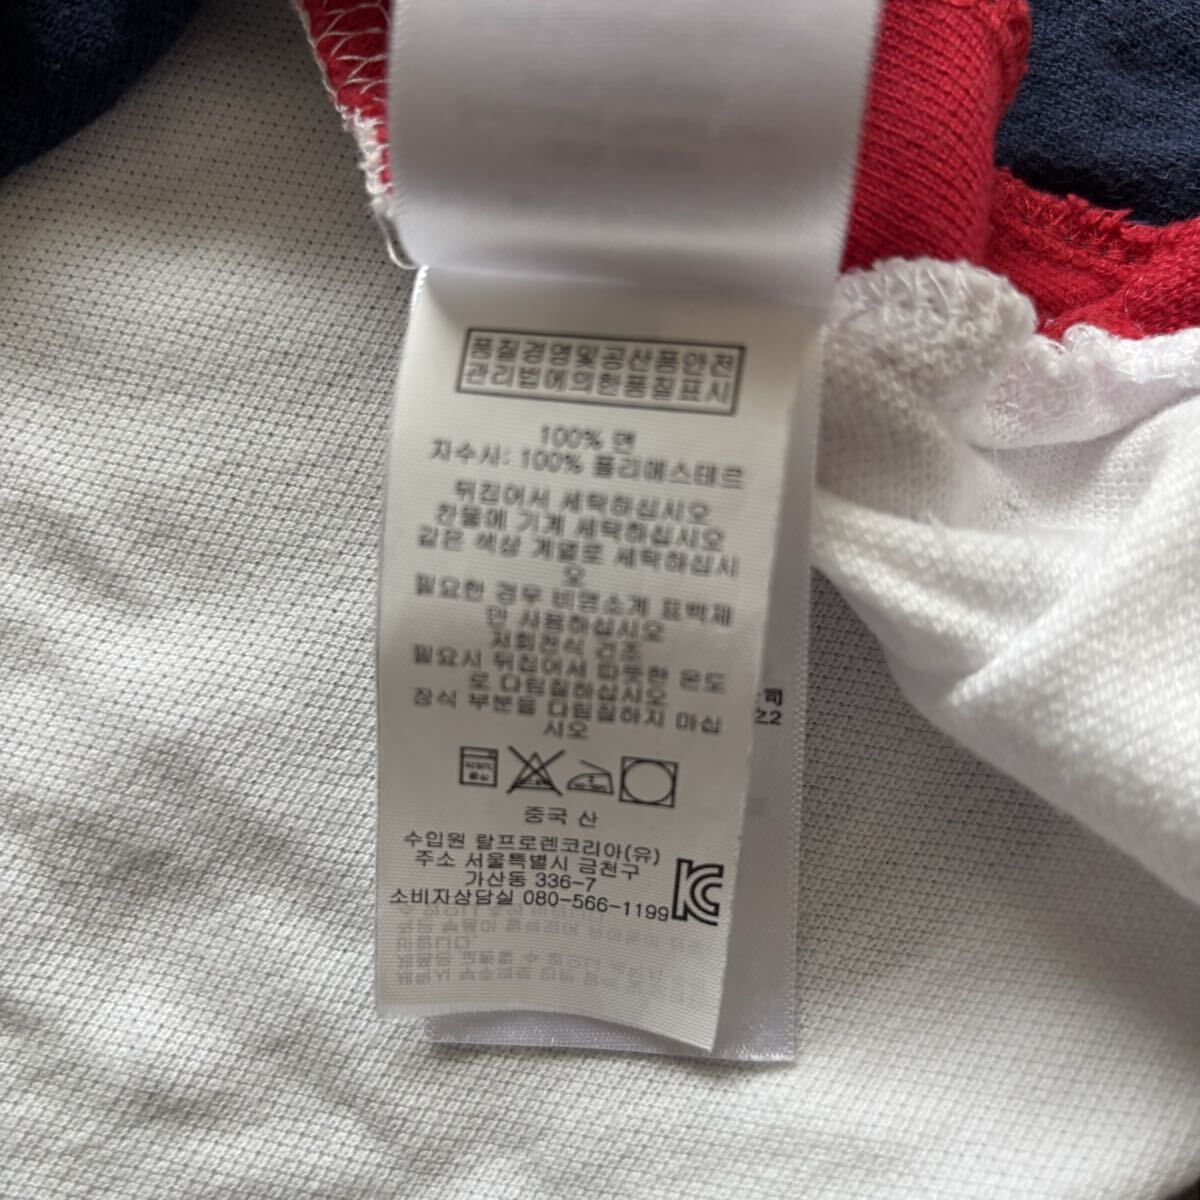 품질경영및공산품안전
관리법에의한품질표시
100% 면
자수사: 100% 폴리에스테르
뒤집어서 세탁하십시오
찬물에 기계 세탁하십시오
같은 색상 계열로 세탁하십시
오
필요한 경우 비염소계 표백제
만 사용하십시오
저회전식 건조
필요시 뒤집어서 따뜻한 온도
로 다림질하십시오
장식 부분을 다림질하지 마십
시오
중국 산
수입원 랄프로렌코리아(유)
주소 서울특별시 금천구
가산동 336-7
소비자상담실 080-566-1199